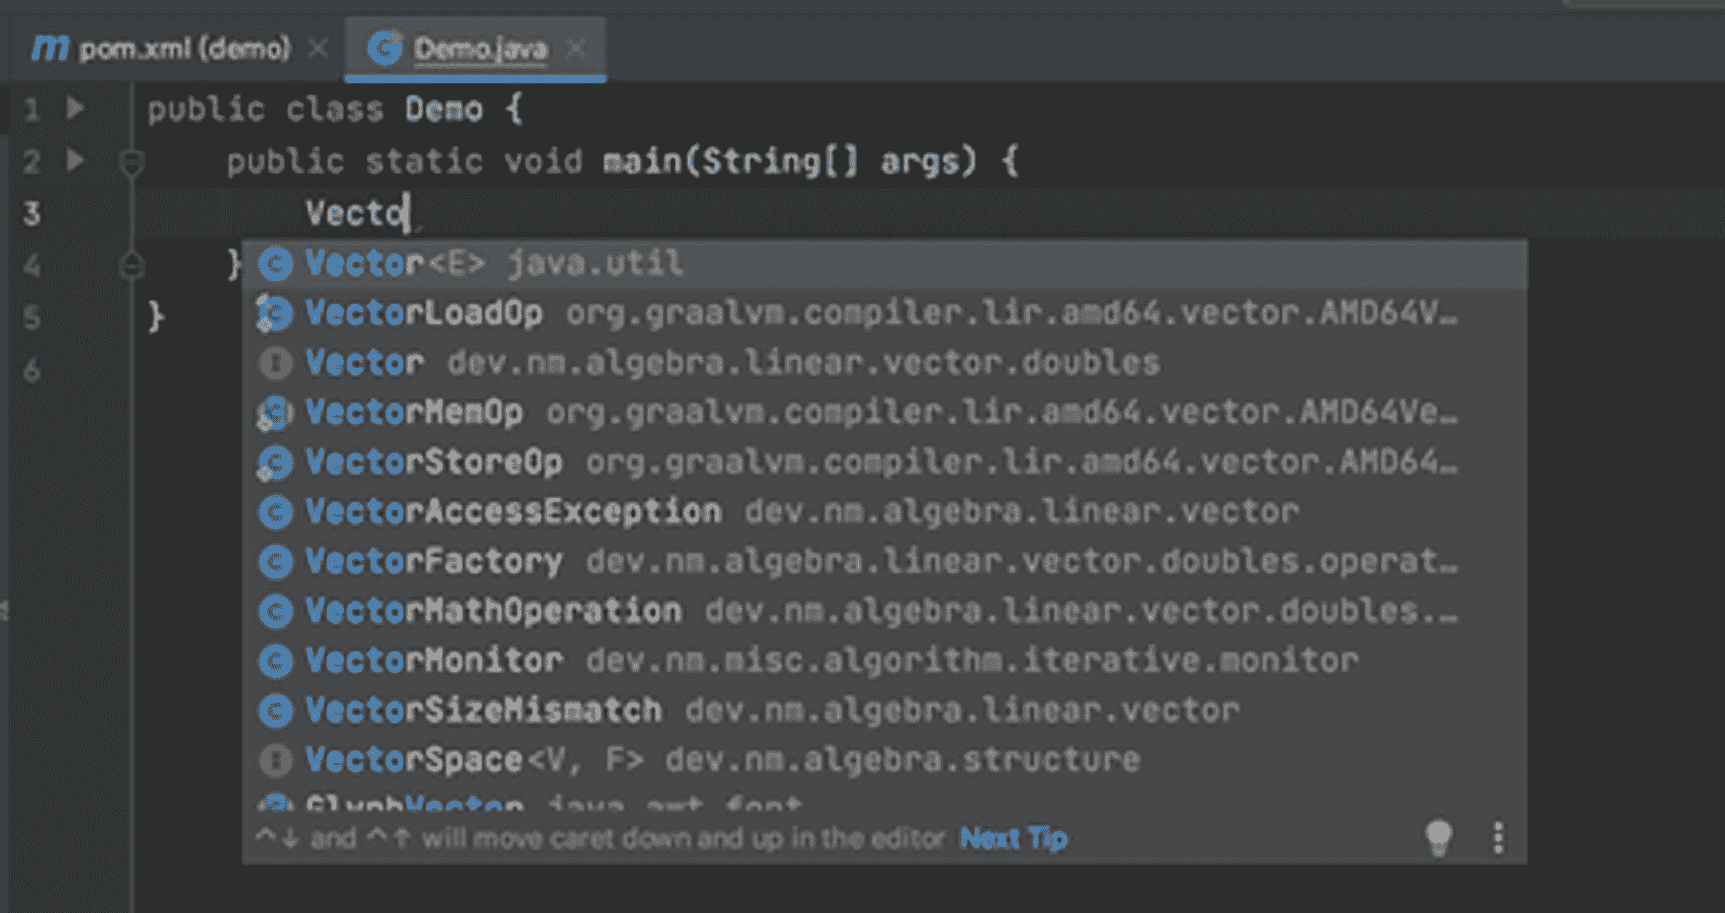 pom.xml (demo)
Demo.java
1 public class Demo {
2 public static void main(String[] args) {
3 Vecto
4 }
5 }
6
Vector<E> java.util
VectorLoadOp org.graalvm.compiler.lir.amd64.vector.AMD64V…
Vector dev.nm.algebra.linear.vector.doubles
VectorMemOp org.graalvm.compiler.lir.amd64.vector.AMD64Ve…
VectorStoreOp org.graalvm.compiler.lir.amd64.vector.AMD64…
VectorAccessException dev.nm.algebra.linear.vector
VectorFactory dev.nm.algebra.linear.vector.doubles.operat…
VectorMathOperation dev.nm.algebra.linear.vector.doubles.…
VectorMonitor dev.nm.misc.algorithm.iterative.monitor
VectorSizeMismatch dev.nm.algebra.linear.vector
VectorSpace<V, F> dev.nm.algebra.structure
GlyphVector java.awt.font
^↓ and ^↑ will move caret down and up in the editor Next Tip